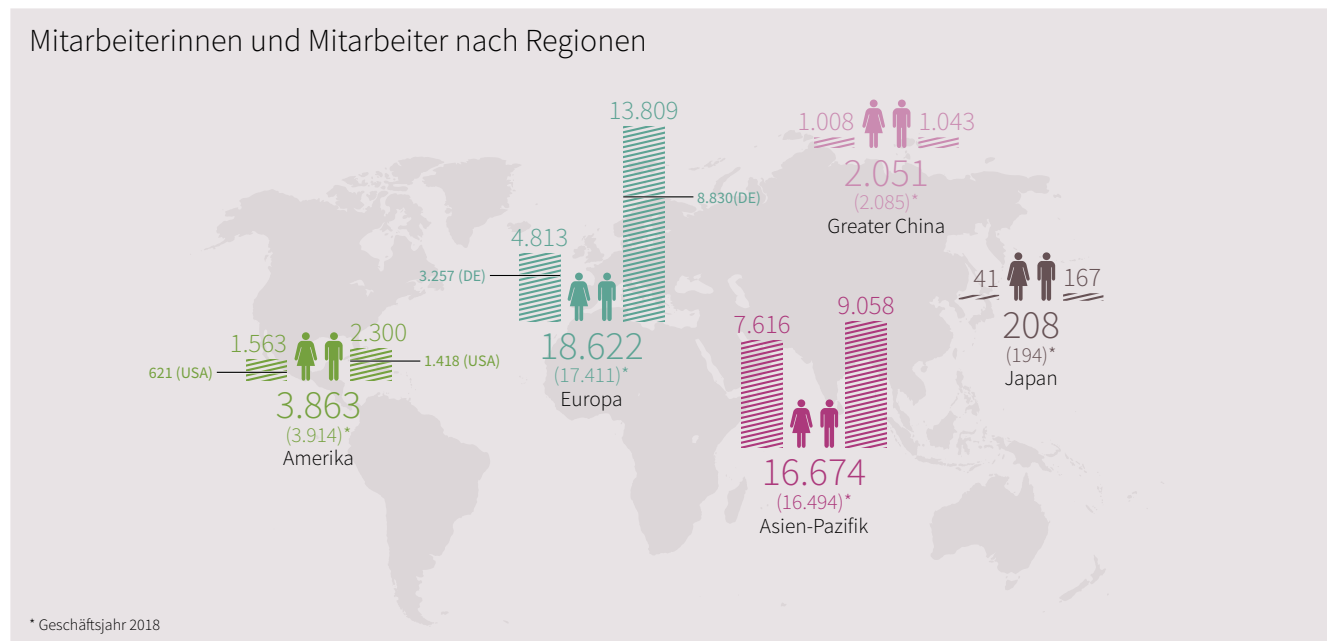 Mitarbeiterinnen und Mitarbeiter nach Regionen
1.563
2.300
621 (USA)
1.418 (USA)
3.863
(3.914)*
Amerika
4.813
13.809
3.257 (DE)
8.830(DE)
18.622
(17.411)*
Europa
7.616
9.058
16.674
(16.494)*
Asien-Pazifik
1.008
1.043
2.051
(2.085)*
Greater China
41
167
208
(194)*
Japan
* Geschäftsjahr 2018